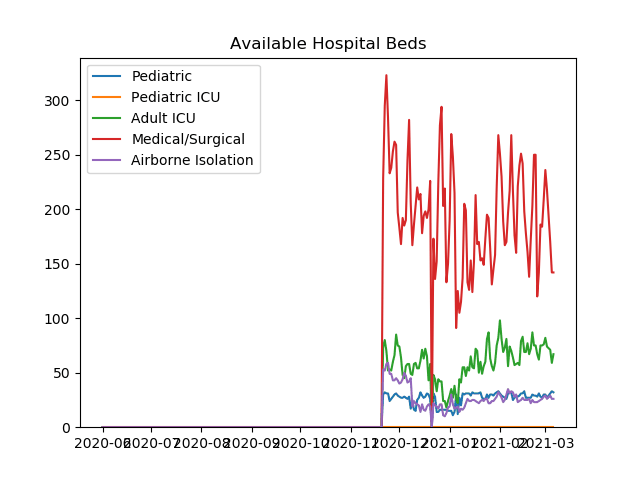 Available Hospital Beds
Pediatric
Pediatric ICU
Adult ICU
Medical/Surgical
Airborne Isolation
300
250
200
150
100
50
0
2020-06 2020-07 2020-08 2020-09 2020-10 2020-11 2020-12 2021-01 2021-02 2021-03